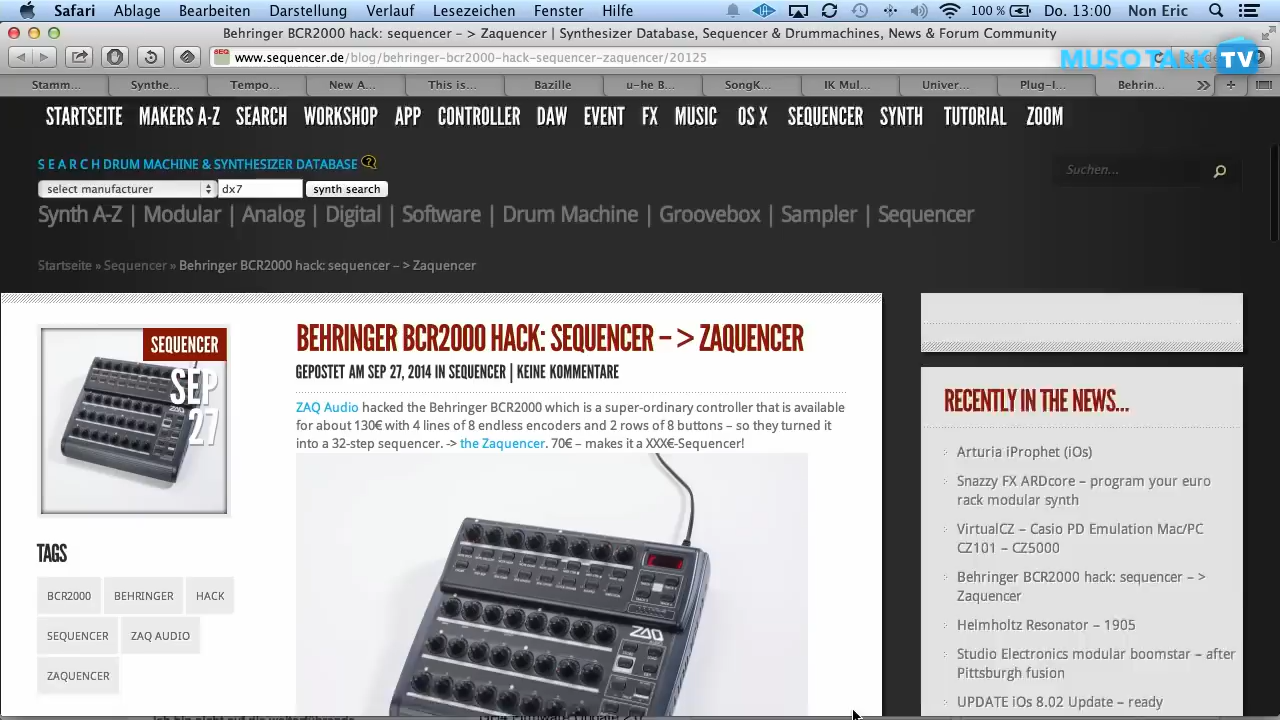 Safari Ablage Bearbeiten Darstellung Verlauf Lesezeichen Fenster Hilfe 100 % Do. 13:00 Non Eric
Behringer BCR2000 hack: sequencer – > Zaquencer | Synthesizer Database, Sequencer & Drummachines, News & Forum Community
www.sequencer.de/blog/behringer-bcr2000-hack-sequencer-zaquencer/20125
MUSOTALK TV
Stamm... Synthe... Tempo... New A... This is... Bazille u-he B... SongK... IK Mul... Univer... Plug-I... Behrin...
STARTSEITE MAKERS A-Z SEARCH WORKSHOP APP CONTROLLER DAW EVENT FX MUSIC OS X SEQUENCER SYNTH TUTORIAL ZOOM
S E A R C H DRUM MACHINE & SYNTHESIZER DATABASE
Suchen...
select manufacturer dx7 synth search
Synth A-Z | Modular | Analog | Digital | Software | Drum Machine | Groovebox | Sampler | Sequencer
Startseite » Sequencer » Behringer BCR2000 hack: sequencer – > Zaquencer
SEQUENCER
SEP
27
BEHRINGER BCR2000 HACK: SEQUENCER – > ZAQUENCER
GEPOSTET AM SEP 27, 2014 IN SEQUENCER | KEINE KOMMENTARE
ZAQ Audio hacked the Behringer BCR2000 which is a super-ordinary controller that is available
for about 130€ with 4 lines of 8 endless encoders and 2 rows of 8 buttons – so they turned it
into a 32-step sequencer. -> the Zaquencer. 70€ – makes it a XXX€-Sequencer!
ZAQ
TAGS
BCR2000 BEHRINGER HACK
SEQUENCER ZAQ AUDIO
ZAQUENCER
RECENTLY IN THE NEWS...
Arturia iProphet (iOs)
Snazzy FX ARDcore – program your euro
rack modular synth
VirtualCZ – Casio PD Emulation Mac/PC
CZ101 – CZ5000
Behringer BCR2000 hack: sequencer – >
Zaquencer
Helmholtz Resonator – 1905
Studio Electronics modular boomstar – after
Pittsburgh fusion
UPDATE iOs 8.02 Update – ready